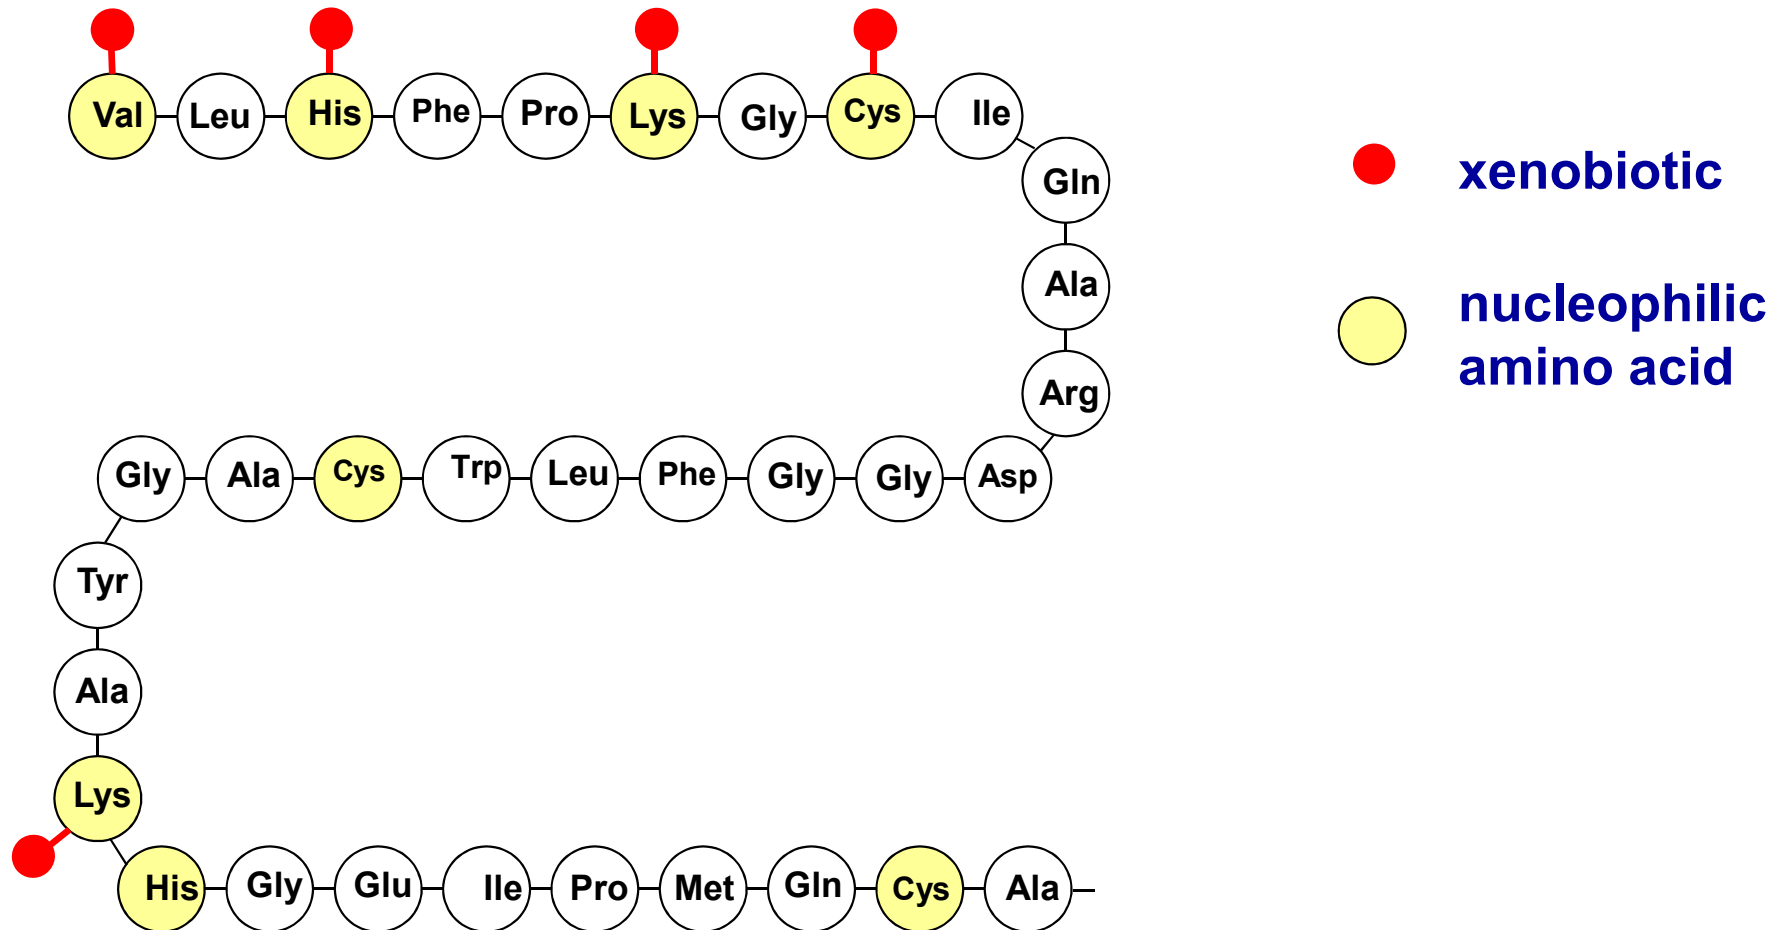 Val Leu His Phe Pro Lys Gly Cys Ile
Gln
Ala
Arg
Gly Ala Cys Trp Leu Phe Gly Gly Asp
Tyr
Ala
Lys
His Gly Glu Ile Pro Met Gln Cys Ala
xenobiotic
nucleophilic
amino acid